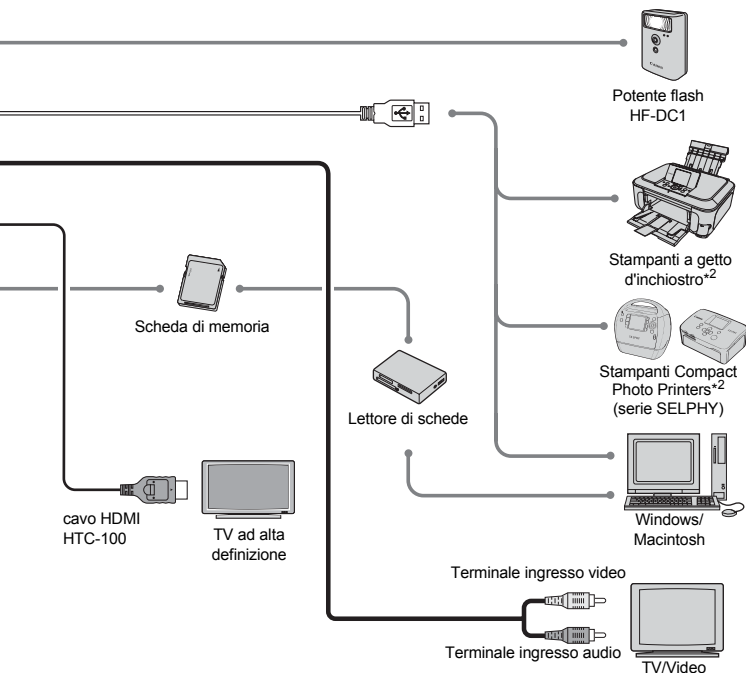 Potente flash
HF-DC1
Stampanti a getto
d'inchiostro*2
Scheda di memoria
Stampanti Compact
Photo Printers*2
(serie SELPHY)
Lettore di schede
cavo HDMI
HTC-100
TV ad alta
definizione
Windows/
Macintosh
Terminale ingresso video
Terminale ingresso audio
TV/Video